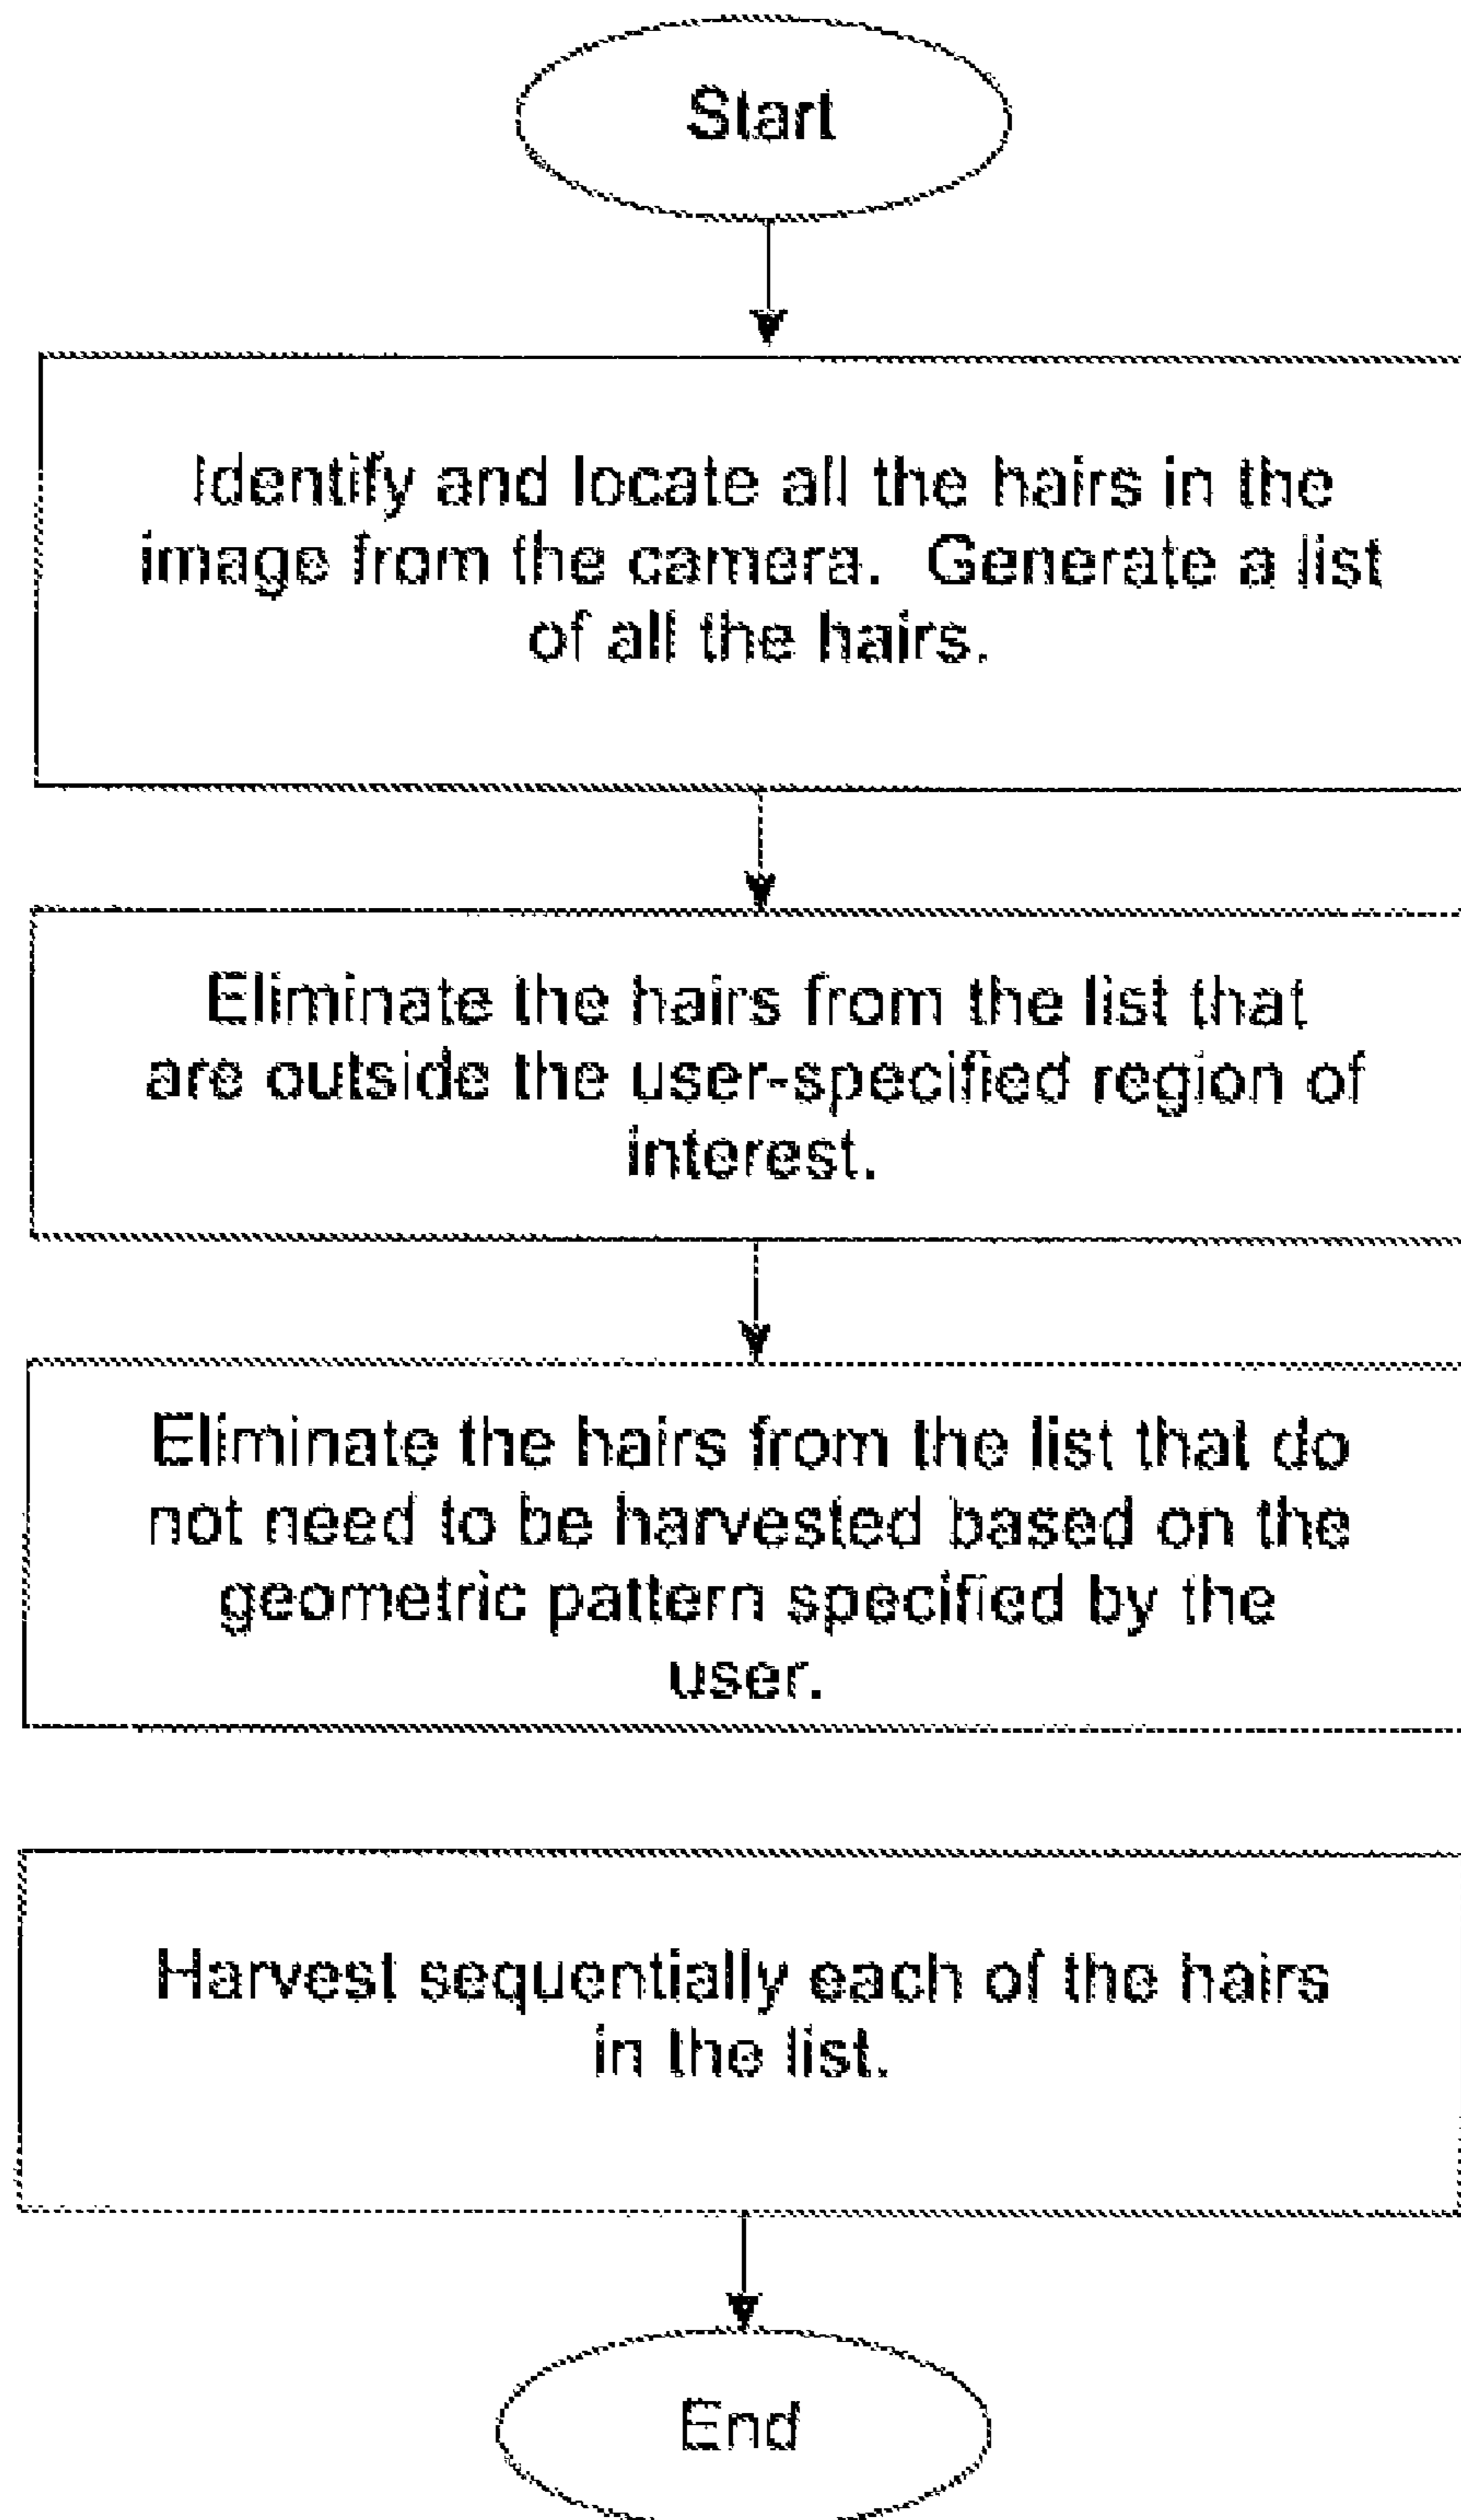 Start
Identify and locate all the hairs in the
image from the camera.  Generate a list
of all the hairs.
Eliminate the hairs from the list that
are outside the user-specified region of
interest.
Eliminate the hairs from the list that do
not need to be harvested based on the
geometric pattern specified by the
user.
Harvest sequentially each of the hairs
in the list.
End